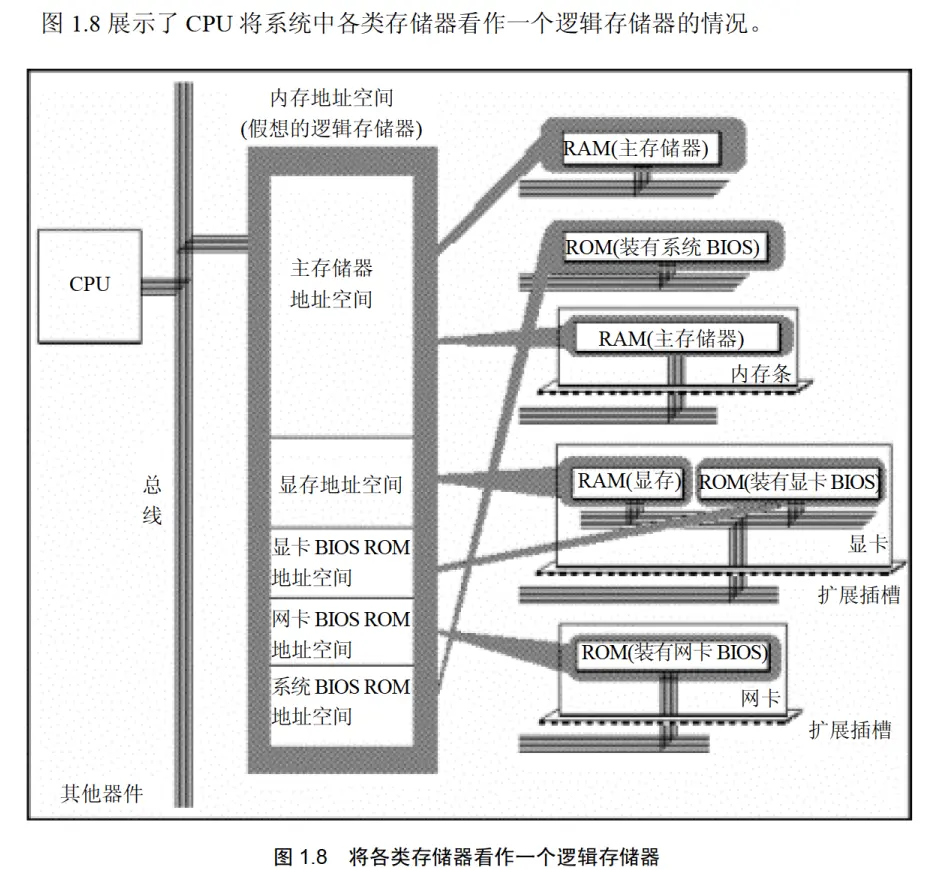 图 1.8 展示了 CPU 将系统中各类存储器看作一个逻辑存储器的情况。
内存地址空间
(假想的逻辑存储器)
CPU
总
线
其他器件
主存储器
地址空间
显存地址空间
显卡 BIOS ROM
地址空间
网卡 BIOS ROM
地址空间
系统 BIOS ROM
地址空间
RAM(主存储器)
ROM(装有系统 BIOS)
RAM(主存储器)
内存条
RAM(显存)
ROM(装有显卡 BIOS)
显卡
扩展插槽
ROM(装有网卡 BIOS)
网卡
扩展插槽
图 1.8 将各类存储器看作一个逻辑存储器